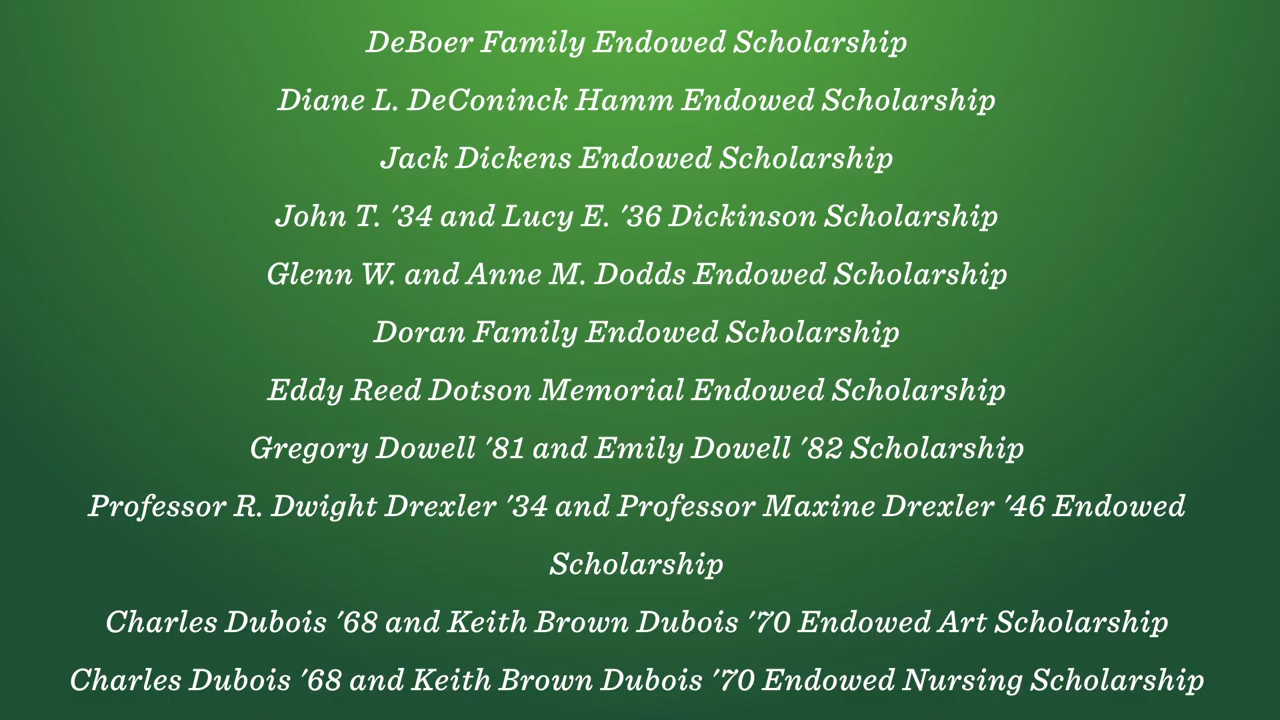 DeBoer Family Endowed Scholarship
Diane L. DeConinck Hamm Endowed Scholarship
Jack Dickens Endowed Scholarship
John T. '34 and Lucy E. '36 Dickinson Scholarship
Glenn W. and Anne M. Dodds Endowed Scholarship
Doran Family Endowed Scholarship
Eddy Reed Dotson Memorial Endowed Scholarship
Gregory Dowell '81 and Emily Dowell '82 Scholarship
Professor R. Dwight Drexler '34 and Professor Maxine Drexler '46 Endowed
Scholarship
Charles Dubois '68 and Keith Brown Dubois '70 Endowed Art Scholarship
Charles Dubois '68 and Keith Brown Dubois '70 Endowed Nursing Scholarship